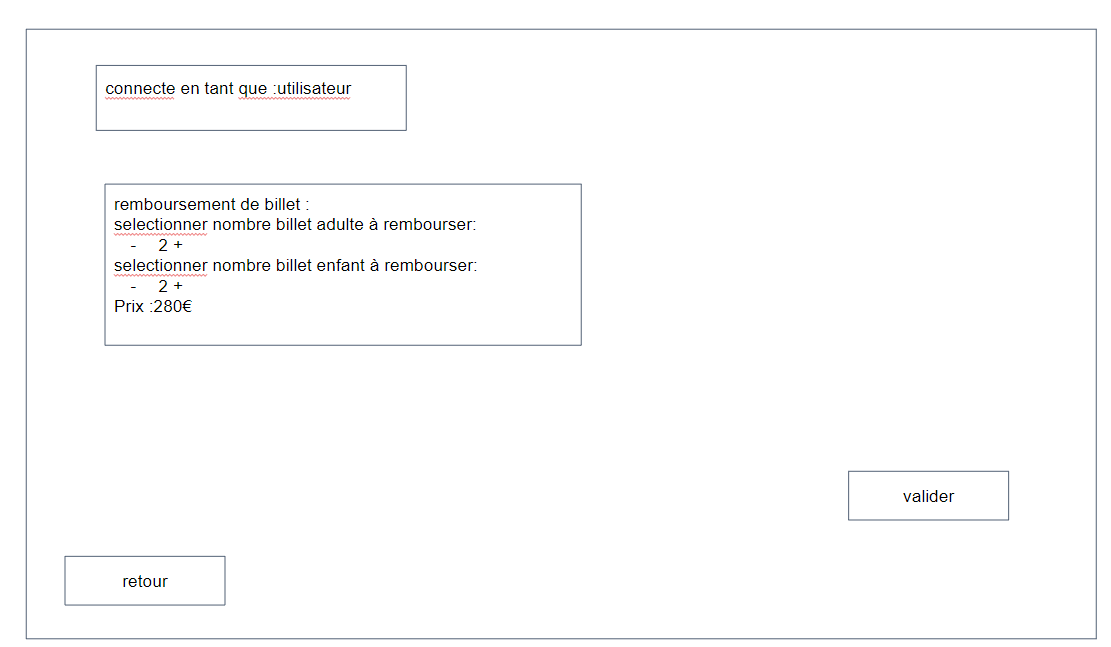 connecte en tant que :utilisateur
remboursement de billet :
selectionner nombre billet adulte à rembourser:
- 2 +
selectionner nombre billet enfant à rembourser:
- 2 +
Prix :280€
valider
retour